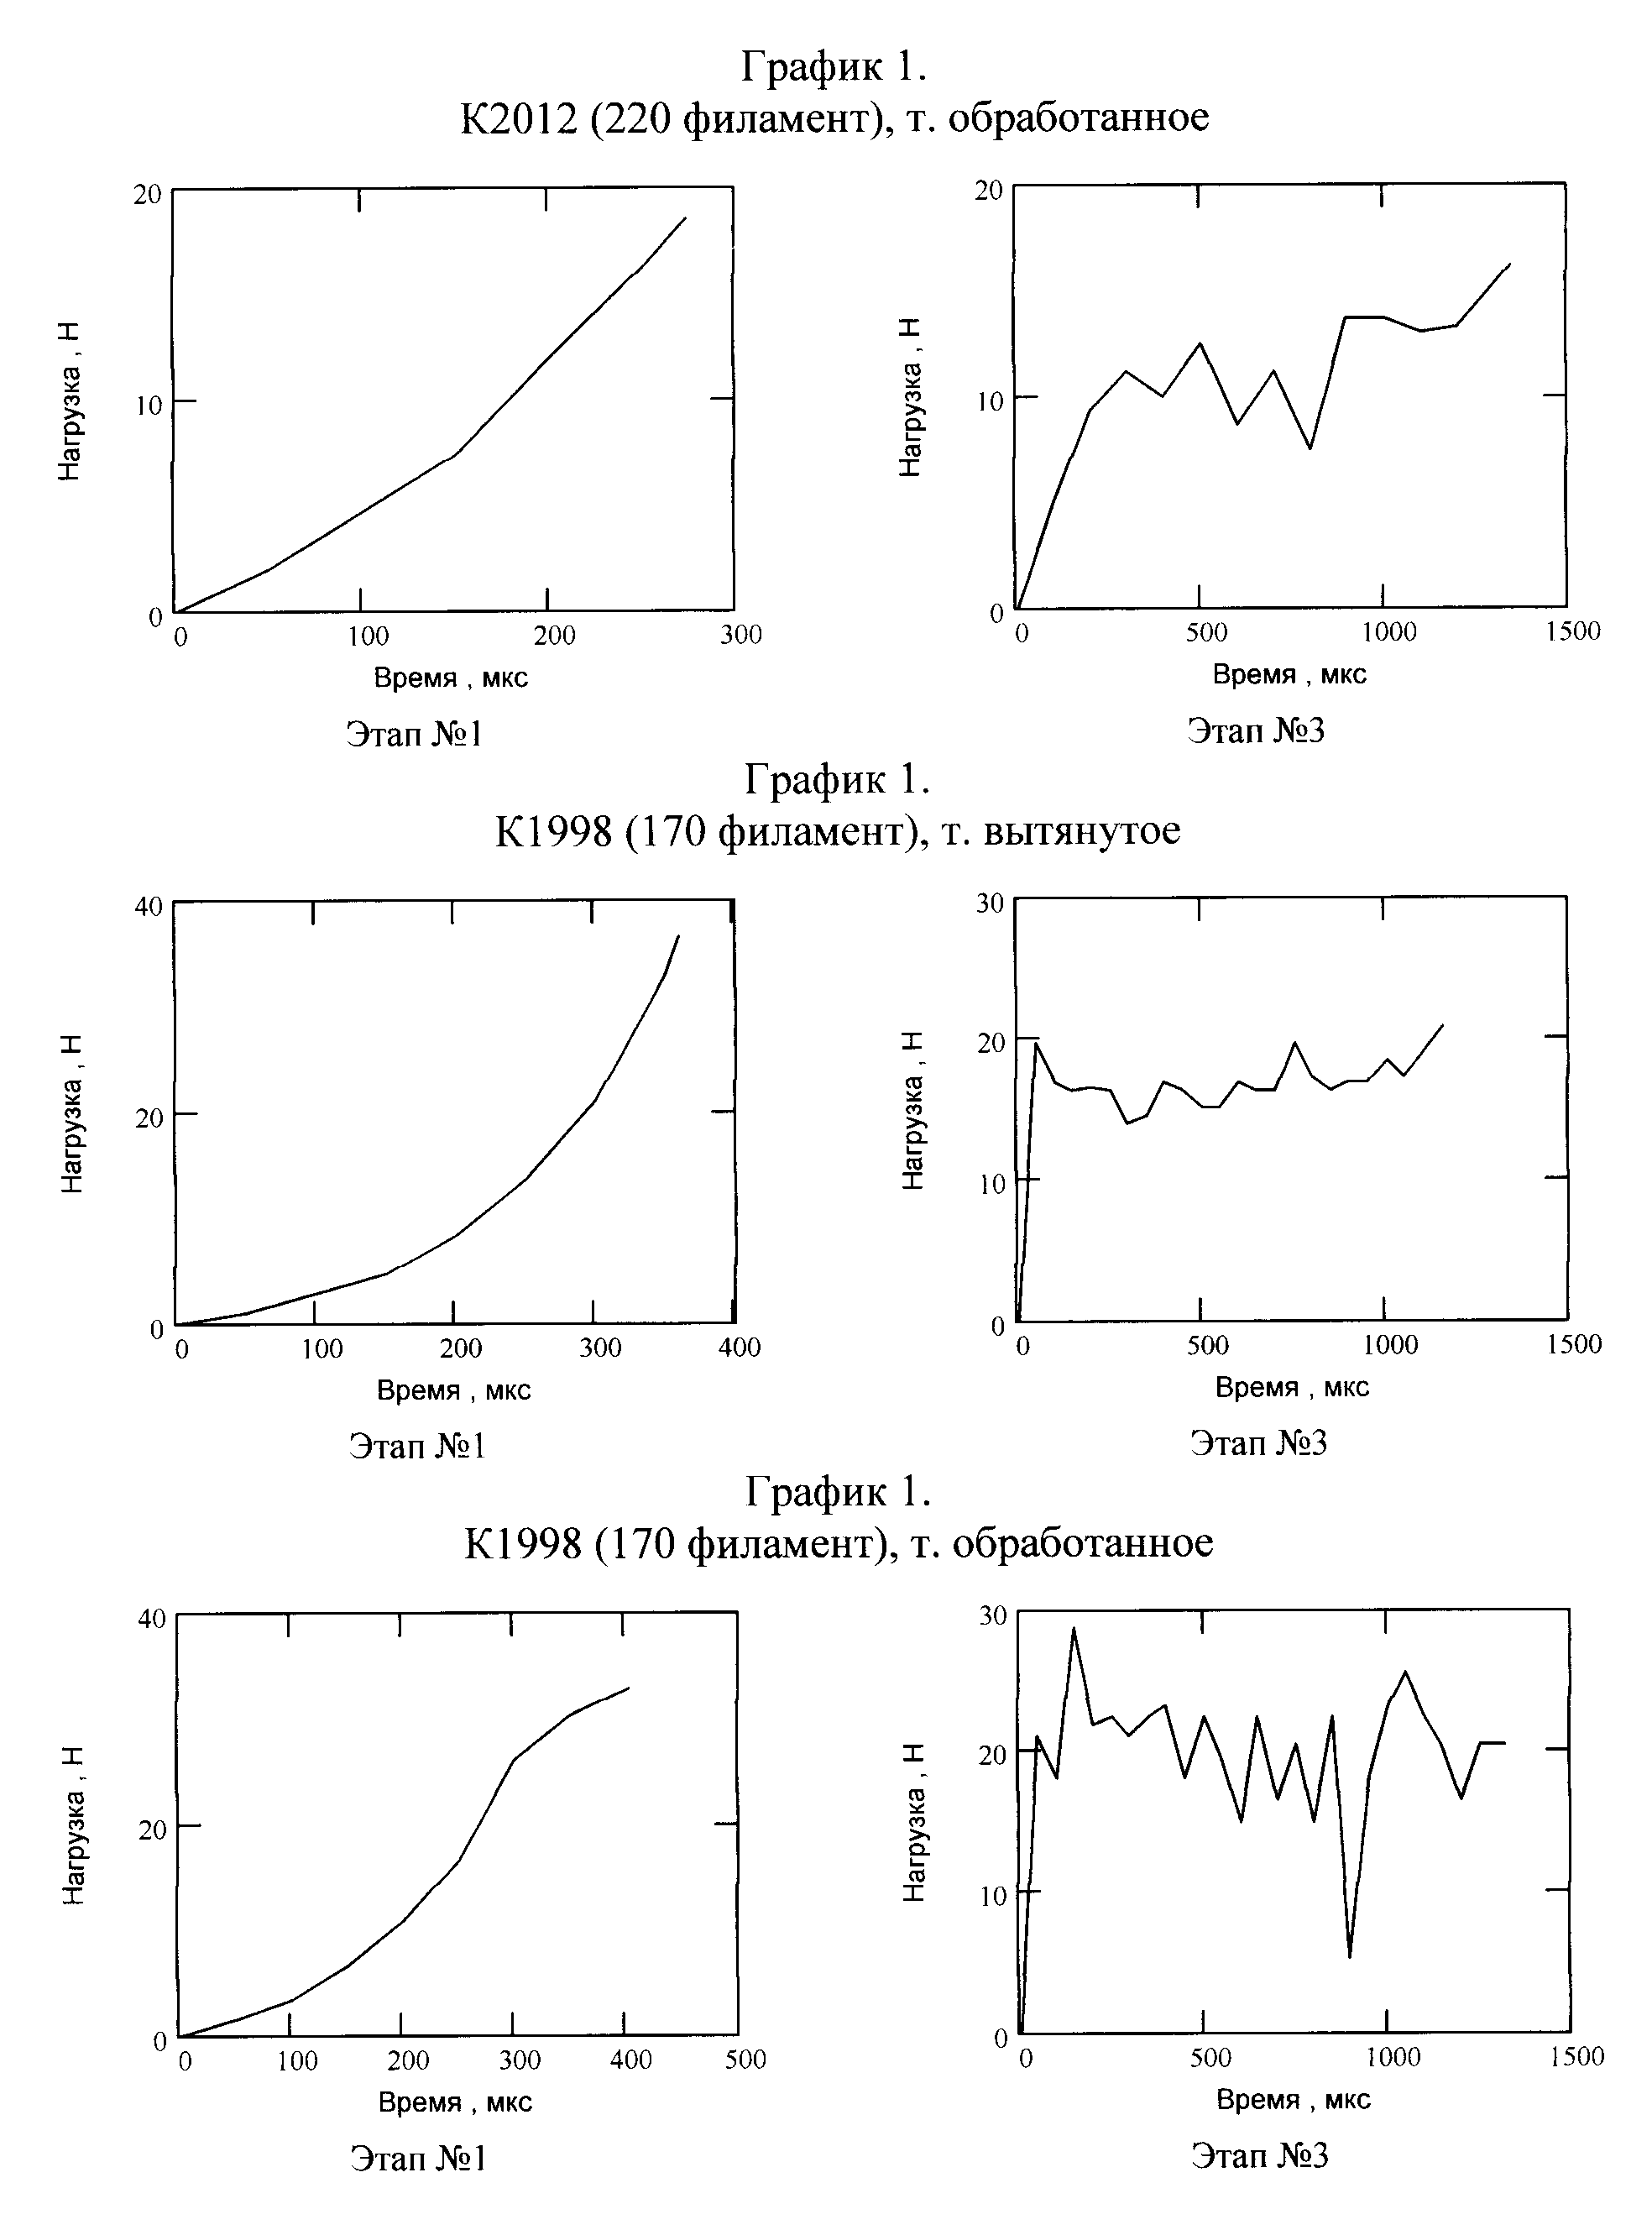 График 1.
К2012 (220 филамент), т. обработанное
20
10
0
Нагрузка , Н
0 100 200 300
Время , мкс
Этап №1
20
10
0
Нагрузка , Н
0 500 1000 1500
Время , мкс
Этап №3
График 1.
К1998 (170 филамент), т. вытянутое
40
20
0
Нагрузка , Н
0 100 200 300 400
Время , мкс
Этап №1
30
20
10
0
Нагрузка , Н
0 500 1000 1500
Время , мкс
Этап №3
График 1.
К1998 (170 филамент), т. обработанное
40
20
0
Нагрузка , Н
0 100 200 300 400 500
Время , мкс
Этап №1
30
20
10
0
Нагрузка , Н
0 500 1000 1500
Время , мкс
Этап №3